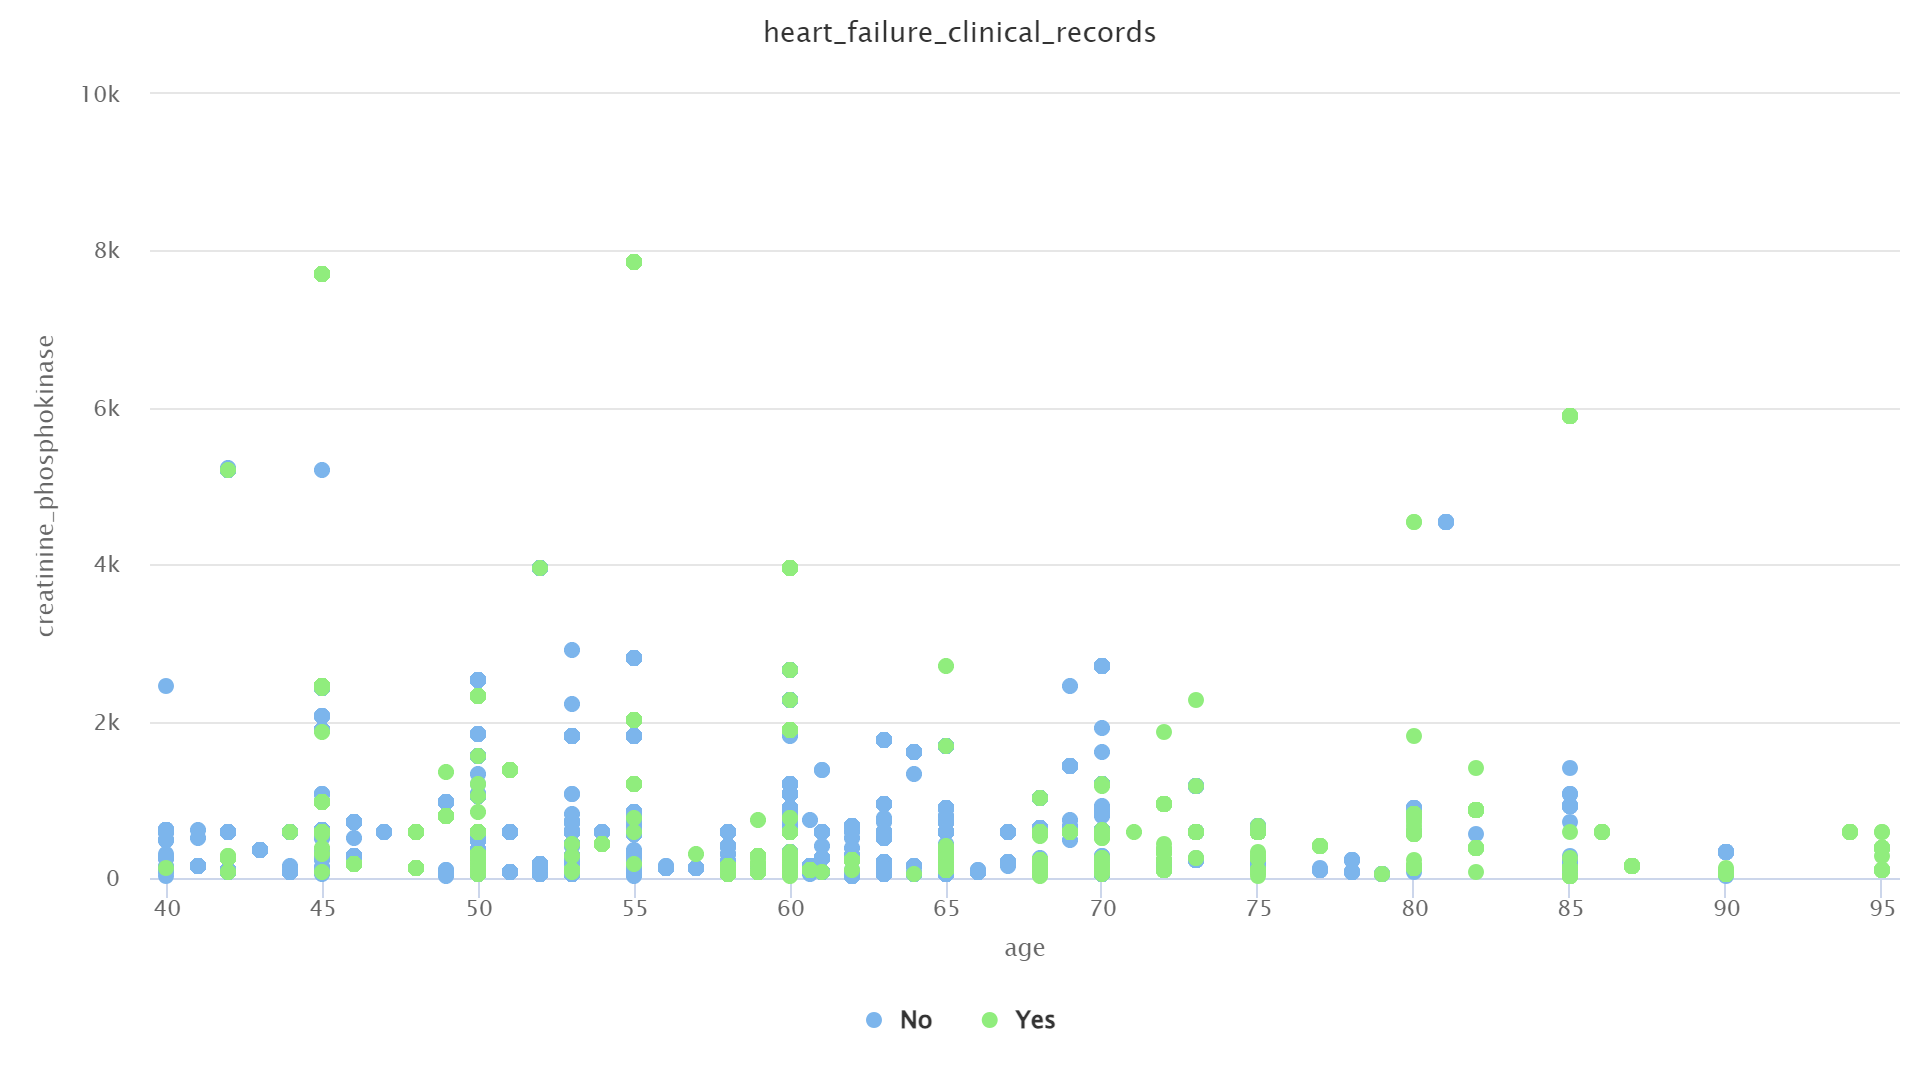 heart_failure_clinical_records
10k
8k
6k
4k
2k
0
creatinine_phosphokinase
40 45 50 55 60 65 70 75 80 85 90 95
age
No Yes